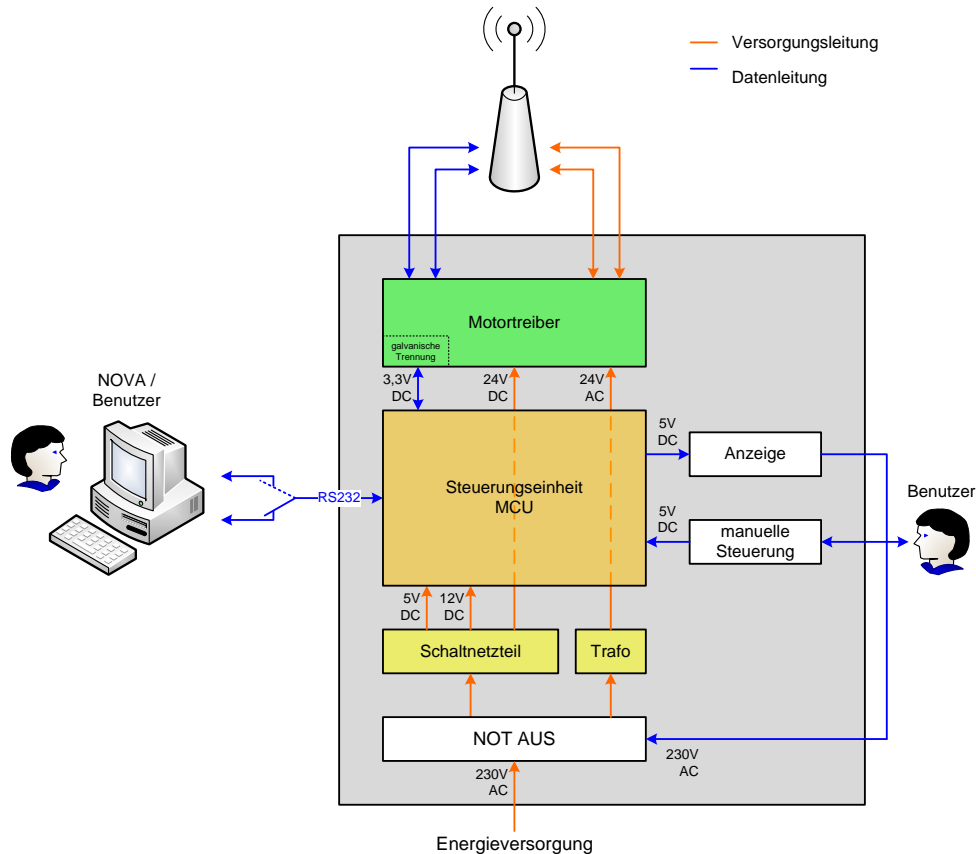 Versorgungsleitung
Datenleitung
Motortreiber
galvanische
Trennung
3,3V
DC
24V
DC
24V
AC
NOVA /
Benutzer
RS232
Steuerungseinheit
MCU
5V
DC
Anzeige
5V
DC
manuelle
Steuerung
Benutzer
5V
DC
12V
DC
Schaltnetzteil
Trafo
NOT AUS
230V
AC
230V
AC
Energieversorgung